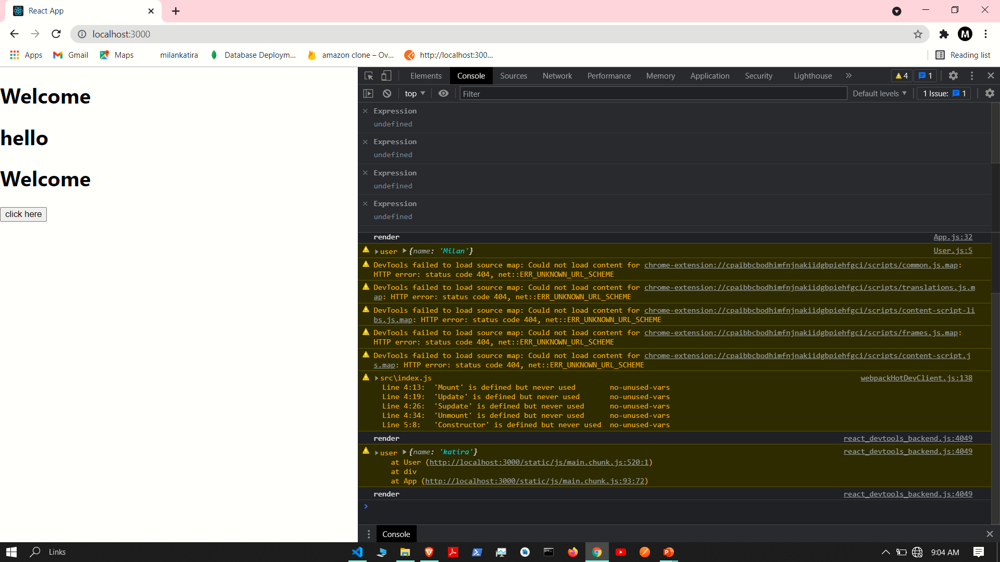 React App
localhost:3000
Apps Gmail Maps milankatira Database Deploym... amazon clone – Ov... http://localhost:300... Reading list
Welcome
hello
Welcome
click here
Elements Console Sources Network Performance Memory Application Security Lighthouse 4 1
top Filter Default levels 1 Issue: 1
Expression
undefined
Expression
undefined
Expression
undefined
Expression
undefined
render App.js:32
user {name: 'Milan'} User.js:5
DevTools failed to load source map: Could not load content for chrome-extension://cpaibbcbodhimfnjnakiidgbpiehfgci/scripts/common.js.map:
HTTP error: status code 404, net::ERR_UNKNOWN_URL_SCHEME
DevTools failed to load source map: Could not load content for chrome-extension://cpaibbcbodhimfnjnakiidgbpiehfgci/scripts/translations.js.m
ap: HTTP error: status code 404, net::ERR_UNKNOWN_URL_SCHEME
DevTools failed to load source map: Could not load content for chrome-extension://cpaibbcbodhimfnjnakiidgbpiehfgci/scripts/content-script-li
bs.js.map: HTTP error: status code 404, net::ERR_UNKNOWN_URL_SCHEME
DevTools failed to load source map: Could not load content for chrome-extension://cpaibbcbodhimfnjnakiidgbpiehfgci/scripts/frames.js.map:
HTTP error: status code 404, net::ERR_UNKNOWN_URL_SCHEME
DevTools failed to load source map: Could not load content for chrome-extension://cpaibbcbodhimfnjnakiidgbpiehfgci/scripts/content-script.j
s.map: HTTP error: status code 404, net::ERR_UNKNOWN_URL_SCHEME
src\index.js webpackHotDevClient.js:138
Line 4:13: 'Mount' is defined but never used no-unused-vars
Line 4:19: 'Update' is defined but never used no-unused-vars
Line 4:26: 'Supdate' is defined but never used no-unused-vars
Line 4:34: 'Unmount' is defined but never used no-unused-vars
Line 5:8: 'Constructor' is defined but never used no-unused-vars
render react_devtools_backend.js:4049
user {name: 'katira'} react_devtools_backend.js:4049
at User (http://localhost:3000/static/js/main.chunk.js:520:1)
at div
at App (http://localhost:3000/static/js/main.chunk.js:93:72)
render react_devtools_backend.js:4049
Console
Links 9:04 AM